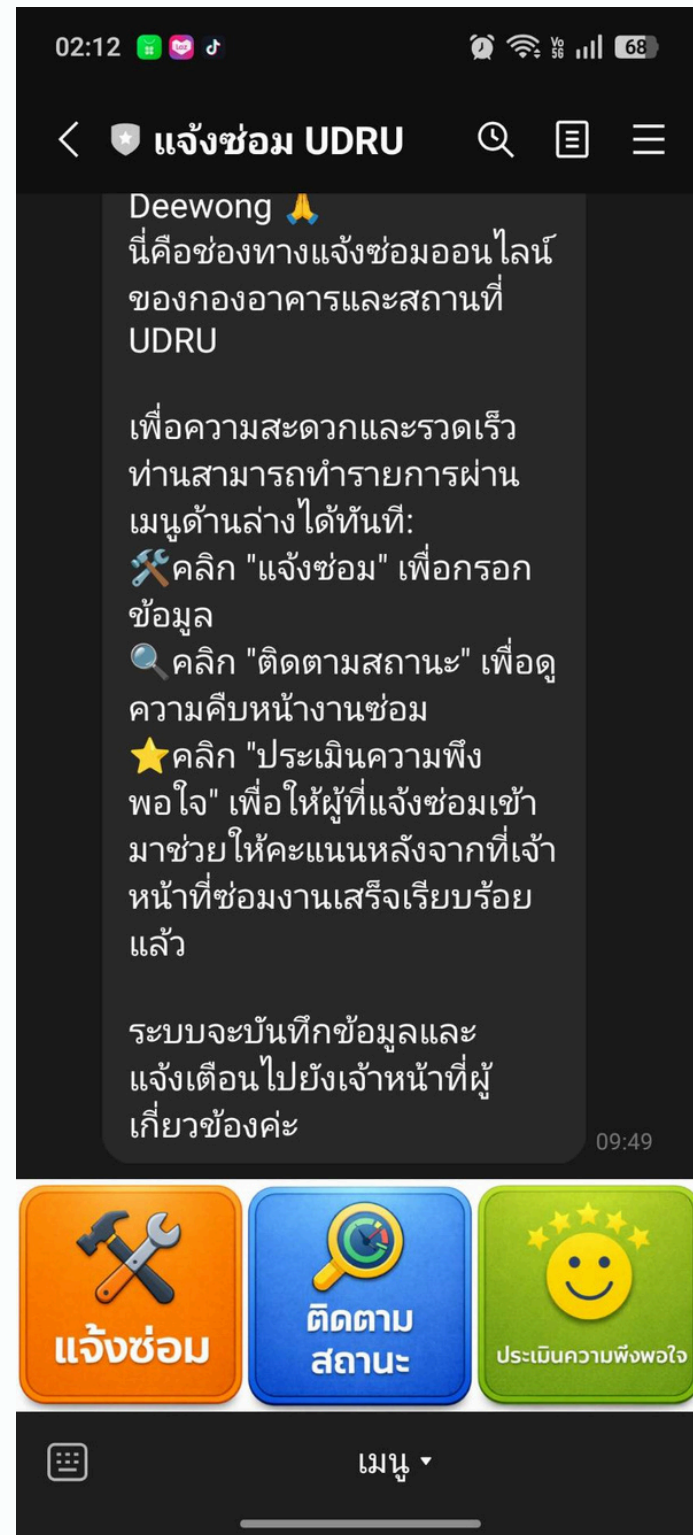 02:12
Vo
5G
68
แจ้งซ่อม UDRU
Deewong 🙏
นี่คือช่องทางแจ้งซ่อมออนไลน์
ของกองอาคารและสถานที่
UDRU
เพื่อความสะดวกและรวดเร็ว
ท่านสามารถทำรายการผ่าน
เมนูด้านล่างได้ทันที:
🛠️คลิก "แจ้งซ่อม" เพื่อกรอก
ข้อมูล
🔍คลิก "ติดตามสถานะ" เพื่อดู
ความคืบหน้างานซ่อม
⭐คลิก "ประเมินความพึง
พอใจ" เพื่อให้ผู้ที่แจ้งซ่อมเข้า
มาช่วยให้คะแนนหลังจากที่เจ้า
หน้าที่ซ่อมงานเสร็จเรียบร้อย
แล้ว
ระบบจะบันทึกข้อมูลและ
แจ้งเตือนไปยังเจ้าหน้าที่ผู้
เกี่ยวข้องค่ะ
09:49
แจ้งซ่อม
ติดตาม
สถานะ
ประเมินความพึงพอใจ
เมนู